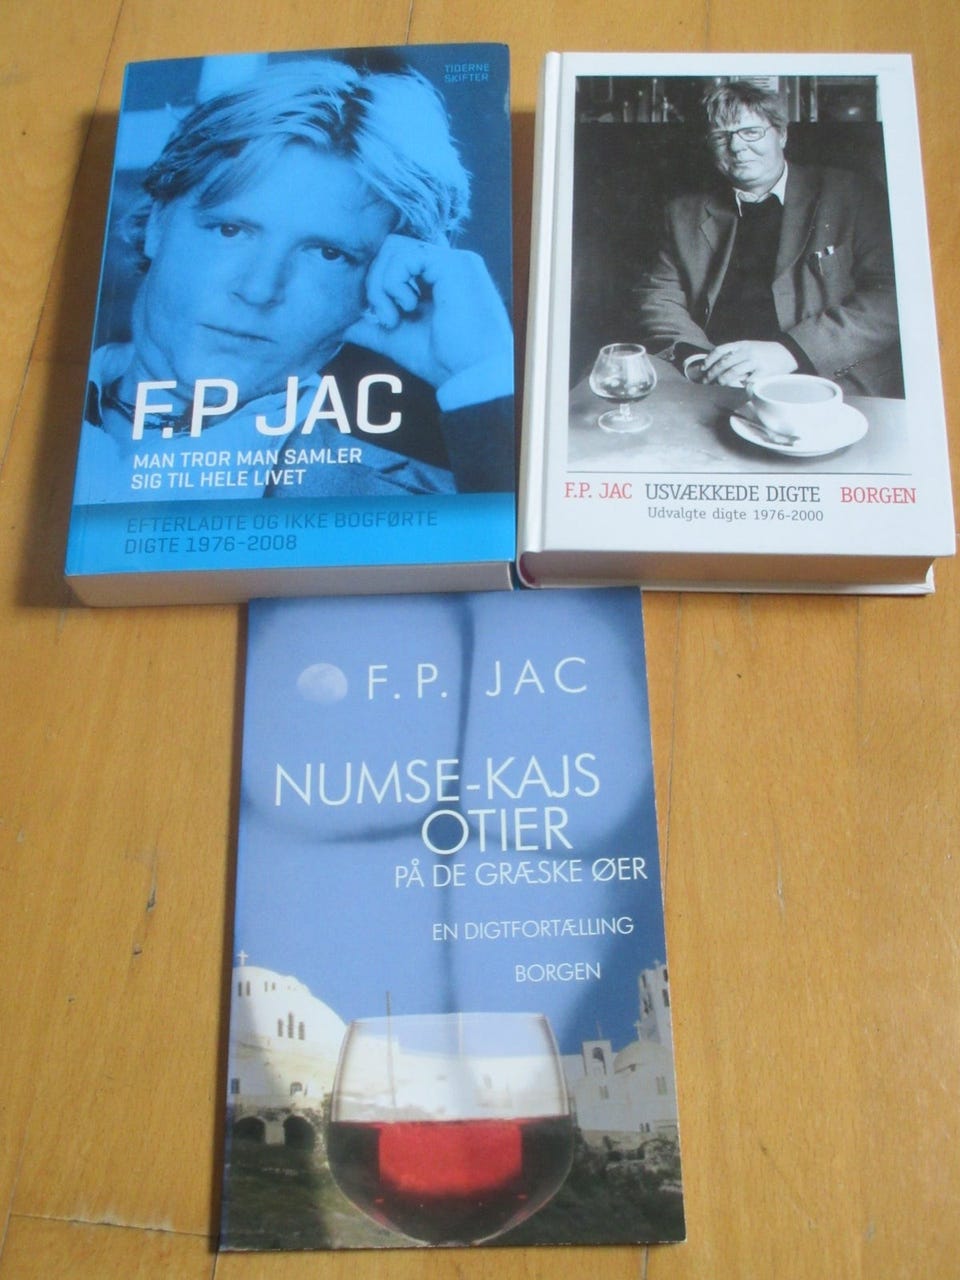 TIDERNE
SKIFTER
F.P JAC
MAN TROR MAN SAMLER
SIG TIL HELE LIVET
EFTERLADTE OG IKKE BOGFØRTE
DIGTE 1976-2008
F.P. JAC USVÆKKEDE DIGTE BORGEN
Udvalgte digte 1976-2000
F. P. JAC
NUMSE-KAJS
OTIER
PÅ DE GRÆSKE ØER
EN DIGTFORTÆLLING
BORGEN